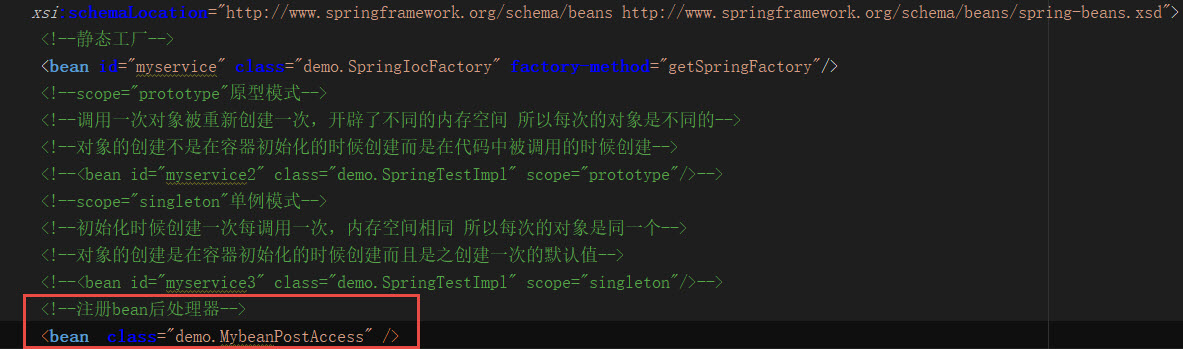 xsi:schemaLocation="http://www.springframework.org/schema/beans http://www.springframework.org/schema/beans/spring-beans.xsd">
<!--静态工厂-->
<bean id="myservice" class="demo.SpringIocFactory" factory-method="getSpringFactory"/>
<!--scope="prototype"原型模式-->
<!--调用一次对象被重新创建一次，开辟了不同的内存空间 所以每次的对象是不同的-->
<!--对象的创建不是在容器初始化的时候创建而是在代码中被调用的时候创建-->
<!--<bean id="myservice2" class="demo.SpringTestImpl" scope="prototype"/>-->
<!--scope="singleton"单例模式-->
<!--初始化时候创建一次每调用一次，内存空间相同 所以每次的对象是同一个-->
<!--对象的创建是在容器初始化的时候创建而且是之创建一次的默认值-->
<!--<bean id="myservice3" class="demo.SpringTestImpl" scope="singleton"/>-->
<!--注册bean后处理器-->
<bean  class="demo.MybeanPostAccess" />